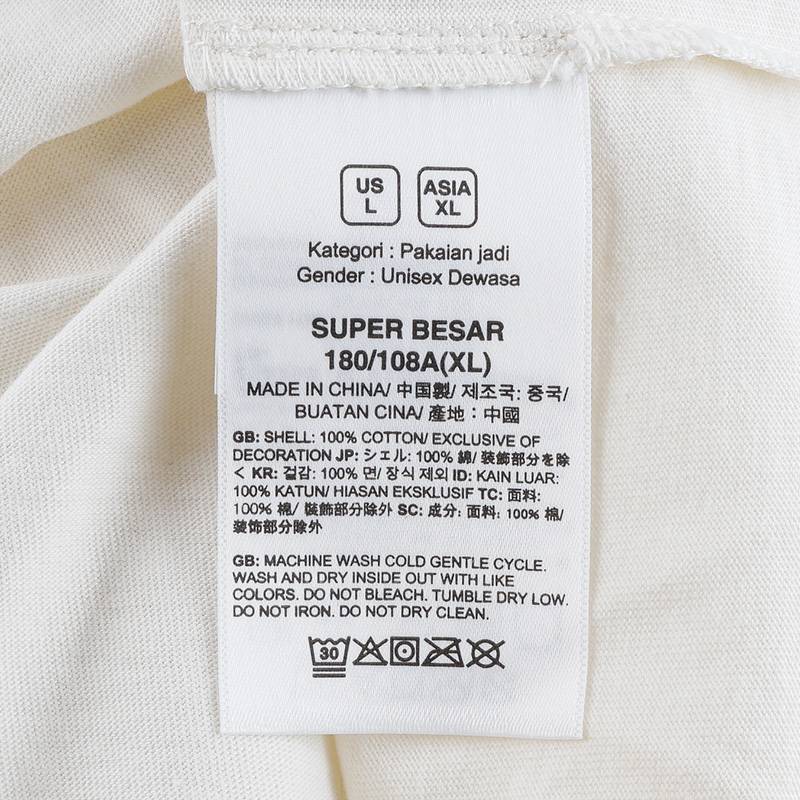 US
L
ASIA
XL
Kategori : Pakaian jadi
Gender : Unisex Dewasa
SUPER BESAR
180/108A(XL)
MADE IN CHINA/ 中国製/ 제조국: 중국/
BUATAN CINA/ 產地：中國
GB: SHELL: 100% COTTON/ EXCLUSIVE OF
DECORATION JP: シェル: 100% 綿/ 装飾部分を除
く KR: 겉감: 100% 면/ 장식 제외 ID: KAIN LUAR:
100% KATUN/ HIASAN EKSKLUSIF TC: 面料:
100% 棉/ 裝飾部分除外 SC: 成分: 面料: 100% 棉/
装饰部分除外
GB: MACHINE WASH COLD GENTLE CYCLE.
WASH AND DRY INSIDE OUT WITH LIKE
COLORS. DO NOT BLEACH. TUMBLE DRY LOW.
DO NOT IRON. DO NOT DRY CLEAN.
30